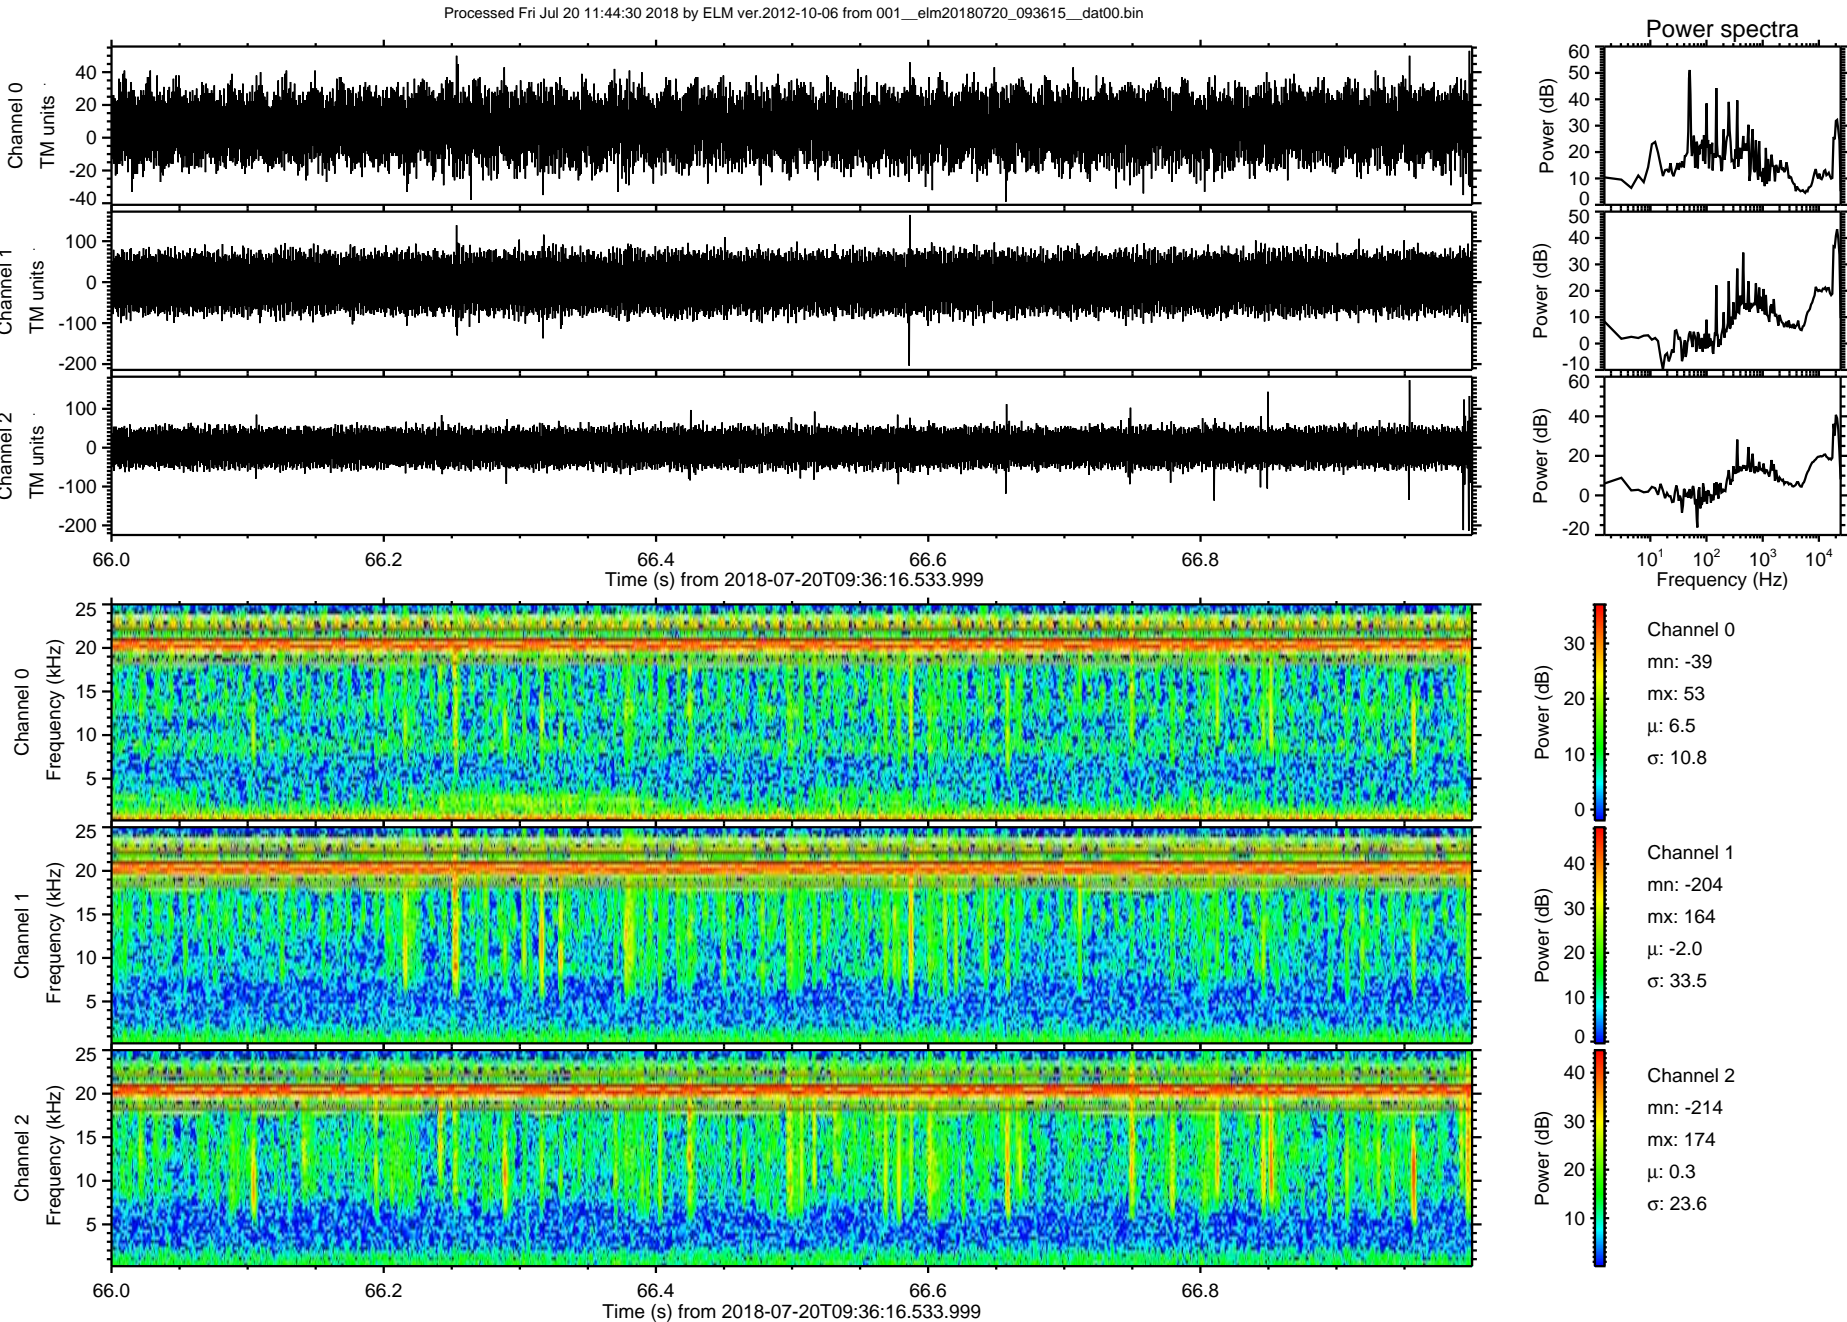 Processed Fri Jul 20 11:44:30 2018 by ELM ver.2012-10-06 from 001__elm20180720_093615__dat00.bin
Power spectra
Channel 0
TM units
40
20
0
-20
-40
Power (dB)
60
50
40
30
20
10
0
Channel 1
TM units
100
0
-100
-200
Power (dB)
50
40
30
20
10
0
-10
Channel 2
TM units
100
0
-100
-200
Power (dB)
60
40
20
0
-20
66.0 66.2 66.4 66.6 66.8
Time (s) from 2018-07-20T09:36:16.533.999
10¹ 10² 10³ 10⁴
Frequency (Hz)
Channel 0
Frequency (kHz)
25
20
15
10
5
Power (dB)
30
20
10
0
Channel 0
mn: -39
mx: 53
μ: 6.5
σ: 10.8
Channel 1
Frequency (kHz)
25
20
15
10
5
Power (dB)
40
30
20
10
0
Channel 1
mn: -204
mx: 164
μ: -2.0
σ: 33.5
Channel 2
Frequency (kHz)
25
20
15
10
5
Power (dB)
40
30
20
10
Channel 2
mn: -214
mx: 174
μ: 0.3
σ: 23.6
66.0 66.2 66.4 66.6 66.8
Time (s) from 2018-07-20T09:36:16.533.999